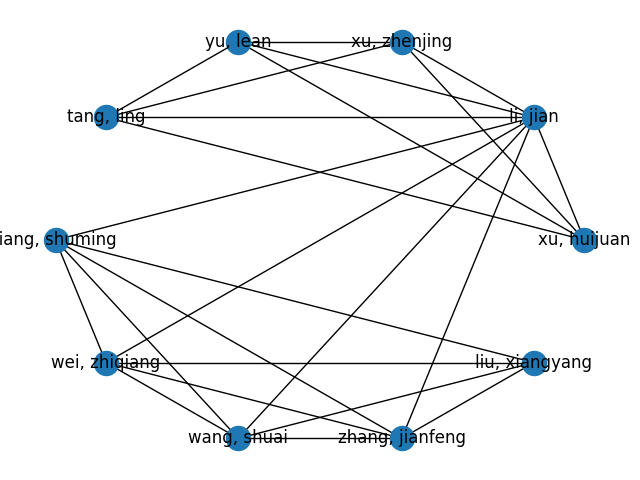 yu, lean
xu, zhenjing
tang, ling
li, jian
iang, shuming
xu, huijuan
wei, zhiqiang
liu, xiangyang
wang, shuai
zhang, jianfeng